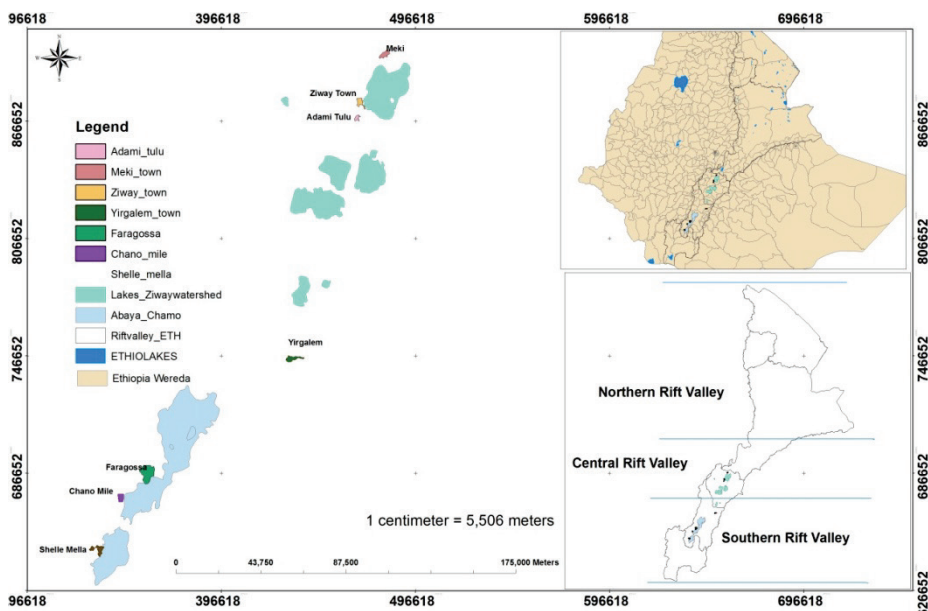 96618 396618 496618 596618 696618
N
W E
S
Meki
Ziway Town
Adami Tulu
866652 866652
Legend
Adami_tulu
Meki_town
Ziway_town
Yirgalem_town
Faragossa
Chano_mile
Shelle_mella
Lakes_Ziwaywatershed
Abaya_Chamo
Riftvalley_ETH
ETHIOLAKES
Ethiopia Wereda
806652 806652
Yirgalem
746652 746652
Northern Rift Valley
Faragossa
Central Rift Valley
686652 686652
Chano Mile
1 centimeter = 5,506 meters
Shelle Mella
Southern Rift Valley
0 43,750 87,500 175,000 Meters
96618 396618 496618 596618 696618
626652